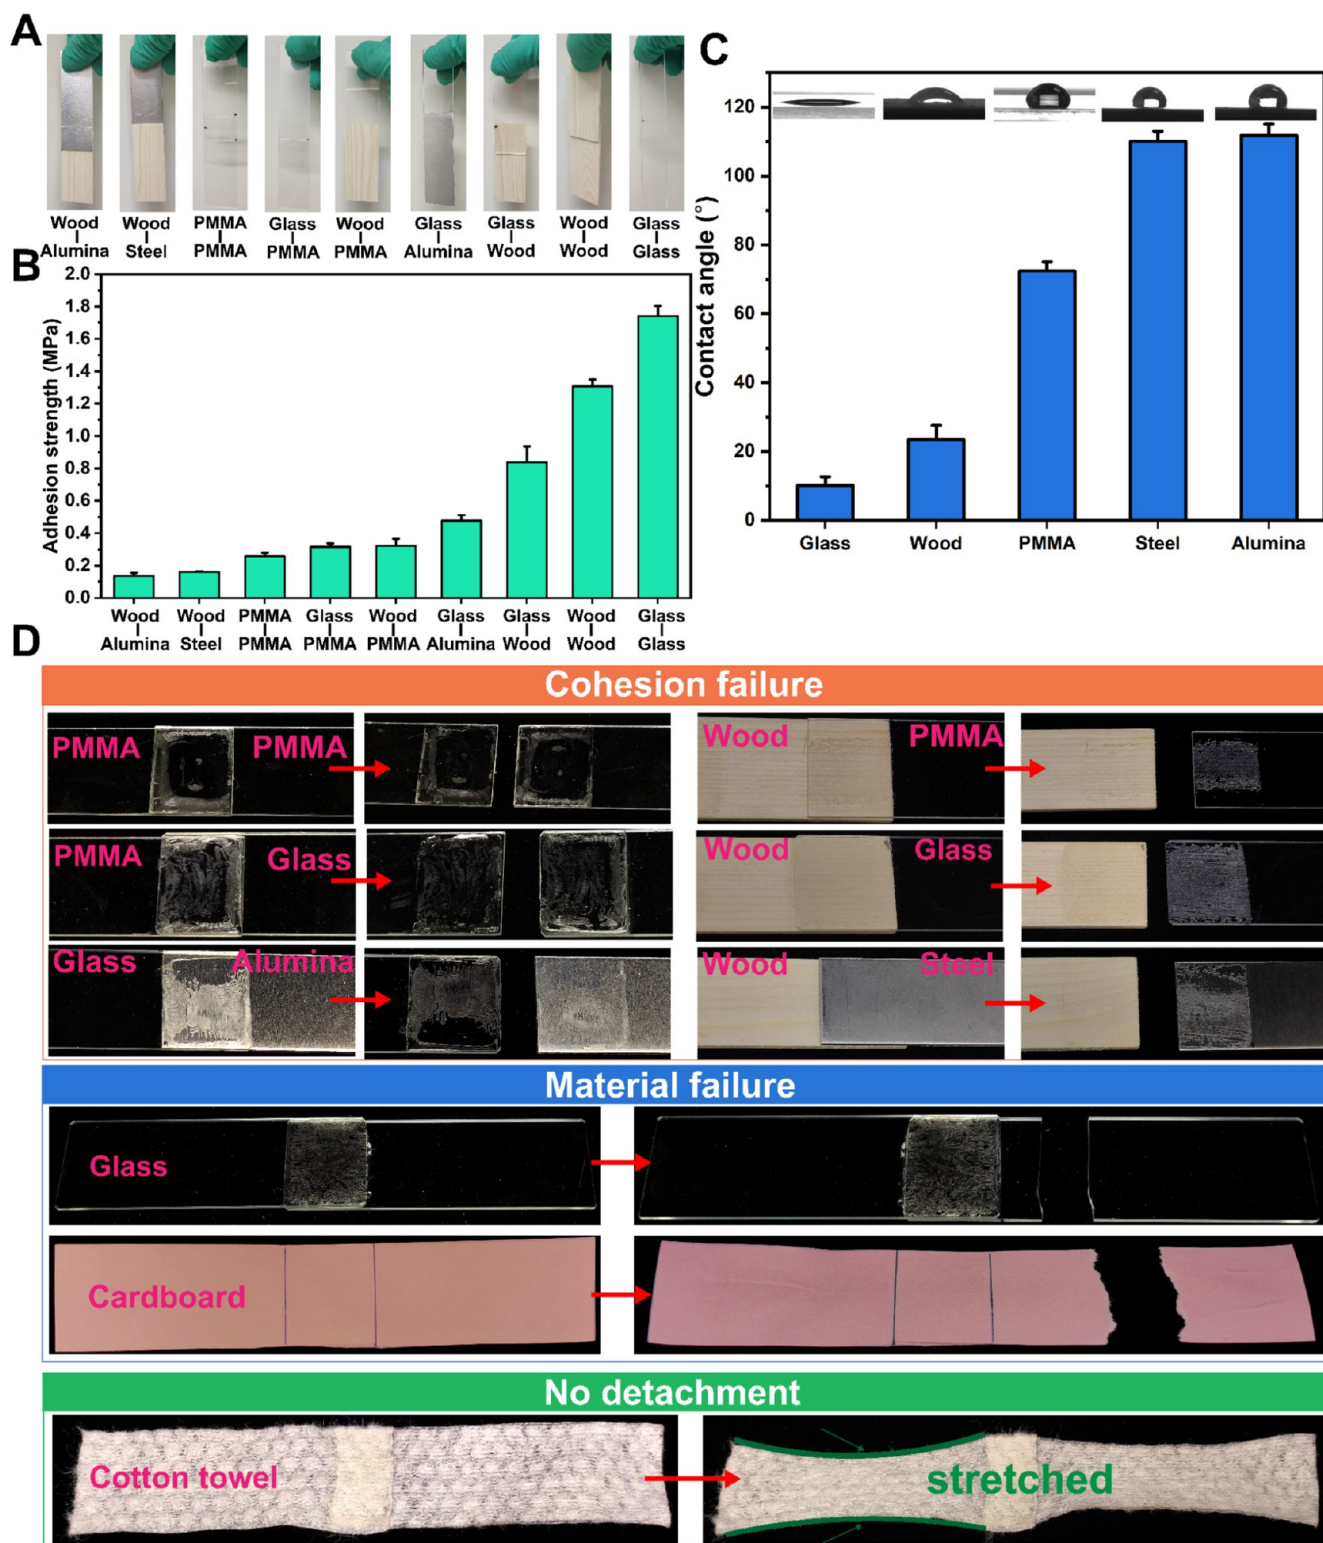 A
Wood Wood PMMA Glass Wood Glass Glass Wood Glass
Alumina Steel PMMA PMMA PMMA Alumina Wood Wood Glass
B
Adhesion strength (MPa)
2.0
1.8
1.6
1.4
1.2
1.0
0.8
0.6
0.4
0.2
0.0
Wood Wood PMMA Glass Wood Glass Glass Wood Glass
Alumina Steel PMMA PMMA PMMA Alumina Wood Wood Glass
C
Contact angle (°)
120
100
80
60
40
20
0
Glass Wood PMMA Steel Alumina
D
Cohesion failure
PMMA PMMA
Wood PMMA
PMMA Glass
Wood Glass
Glass Alumina
Wood Steel
Material failure
Glass
Cardboard
No detachment
Cotton towel
stretched